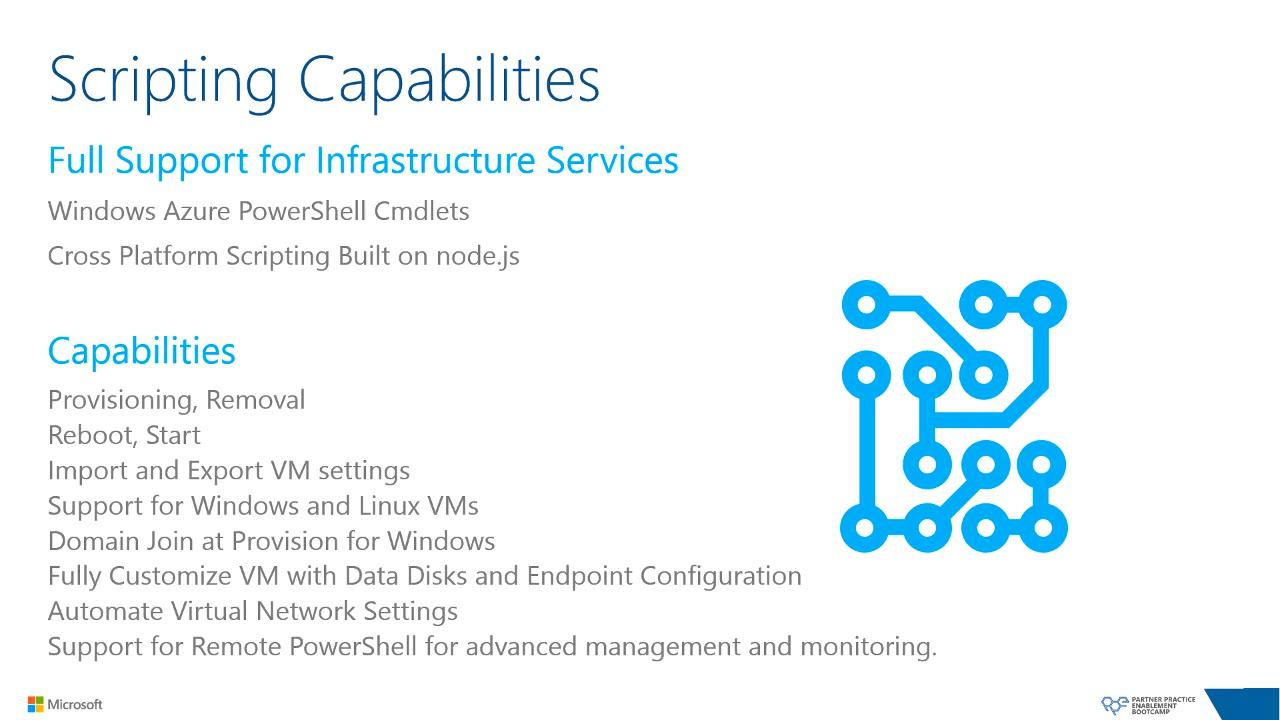 Scripting Capabilities
Full Support for Infrastructure Services
Windows Azure PowerShell Cmdlets
Cross Platform Scripting Built on node.js
Capabilities
Provisioning, Removal
Reboot, Start
Import and Export VM settings
Support for Windows and Linux VMs
Domain Join at Provision for Windows
Fully Customize VM with Data Disks and Endpoint Configuration
Automate Virtual Network Settings
Support for Remote PowerShell for advanced management and monitoring.
Microsoft
PARTNER PRACTICE
ENABLEMENT
BOOTCAMP